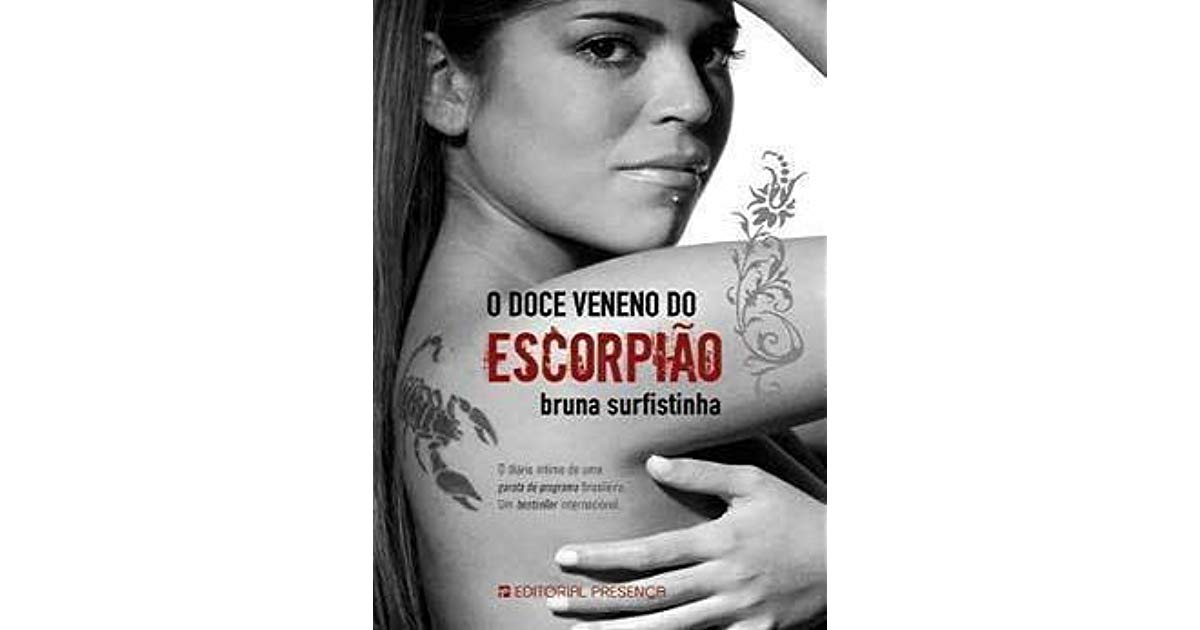 O DOCE VENENO DO
ESCORPIÃO
bruna surfistinha
O diário íntimo de uma
garota de programa brasileira.
Um bestseller internacional.
EDITORIAL PRESENÇA